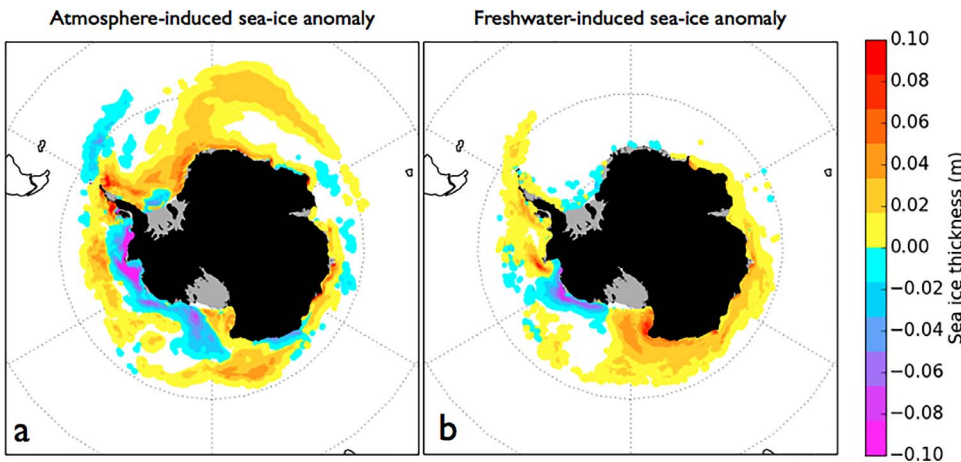 Atmosphere-induced sea-ice anomaly
Freshwater-induced sea-ice anomaly
a
b
0.10
0.08
0.06
0.04
0.02
0.00
−0.02
−0.04
−0.06
−0.08
−0.10
Sea ice thickness (m)